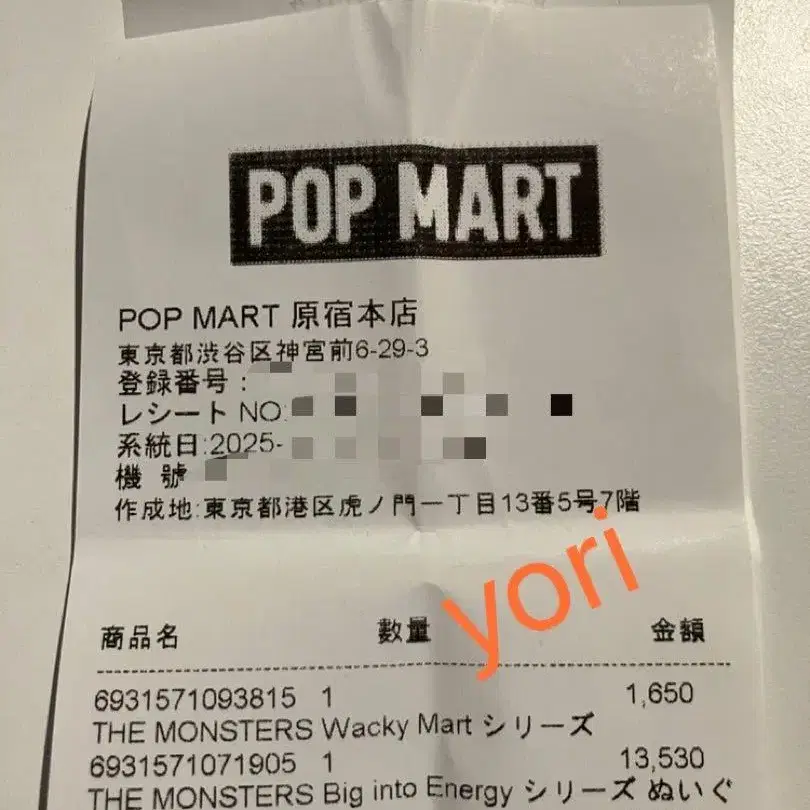 POP MART
POP MART 原宿本店
東京都渋谷区神宮前6-29-3
登録番号:
レシート NO:
系統日:2025-
機 號
作成地:東京都港区虎ノ門一丁目13番5号7階
yori
商品名 數量 金額
6931571093815 1 1,650
THE MONSTERS Wacky Mart シリーズ
6931571071905 1 13,530
THE MONSTERS Big into Energy シリーズ ぬいぐ